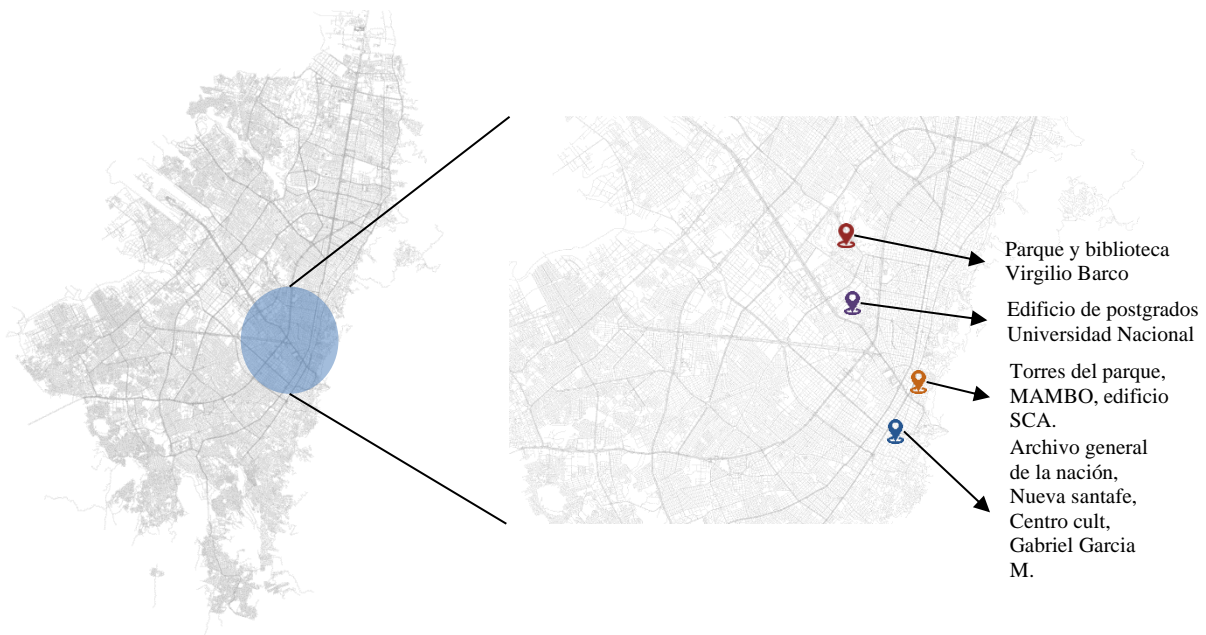 Parque y biblioteca
Virgilio Barco
Edificio de postgrados
Universidad Nacional
Torres del parque,
MAMBO, edificio
SCA.
Archivo general
de la nación,
Nueva santafe,
Centro cult,
Gabriel Garcia
M.